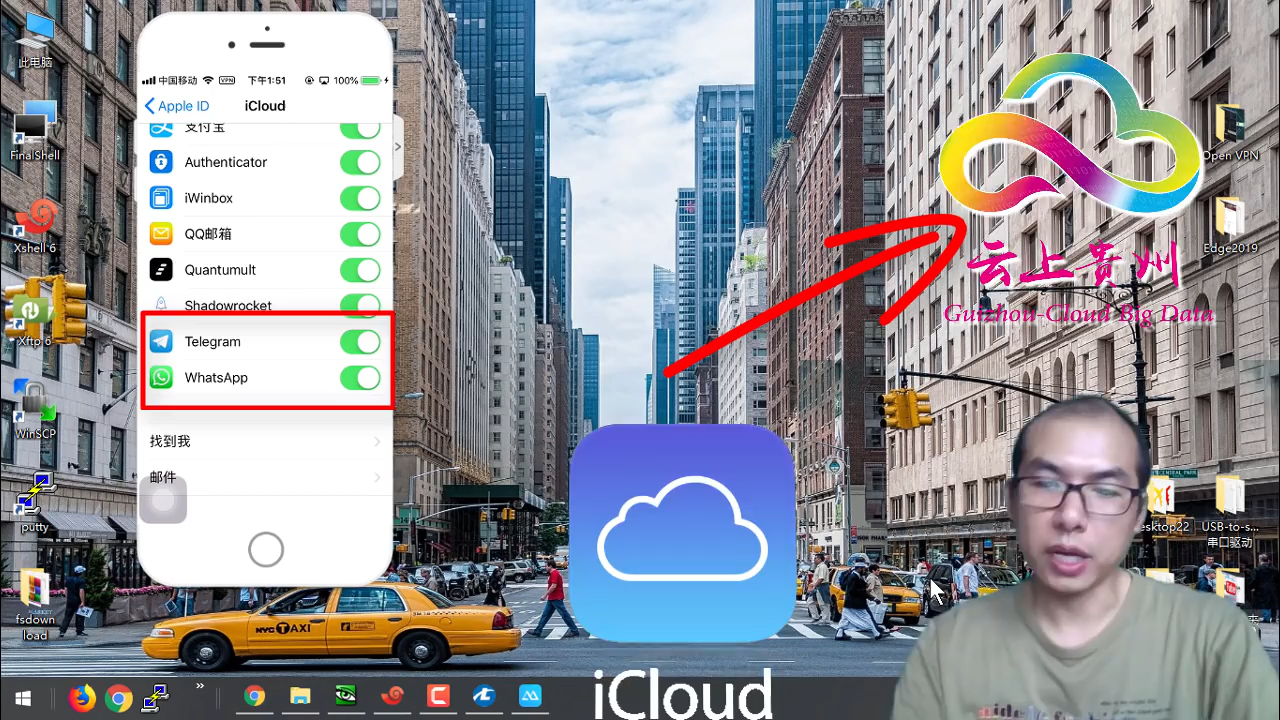 此电脑
FinalShell
Xshell 6
Xftp 6
WinSCP
putty
fsdown
load
中国移动
VPN
下午1:51
100%
Apple ID
iCloud
支付宝
Authenticator
iWinbox
QQ邮箱
Quantumult
Shadowrocket
Telegram
WhatsApp
找到我
邮件
云上贵州
Guizhou-Cloud Big Data
Open VPN
Edge2019
esktop22
USB-to-s...
串口驱动
NYC TAXI
iCloud